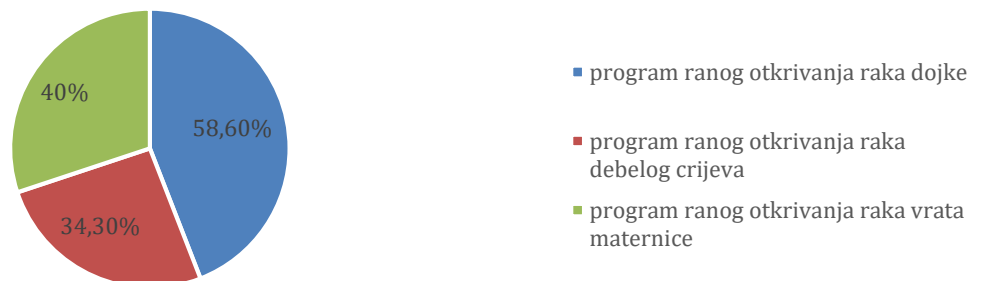 40%
58,60%
34,30%
program ranog otkrivanja raka dojke
program ranog otkrivanja raka
debelog crijeva
program ranog otkrivanja raka vrata
maternice